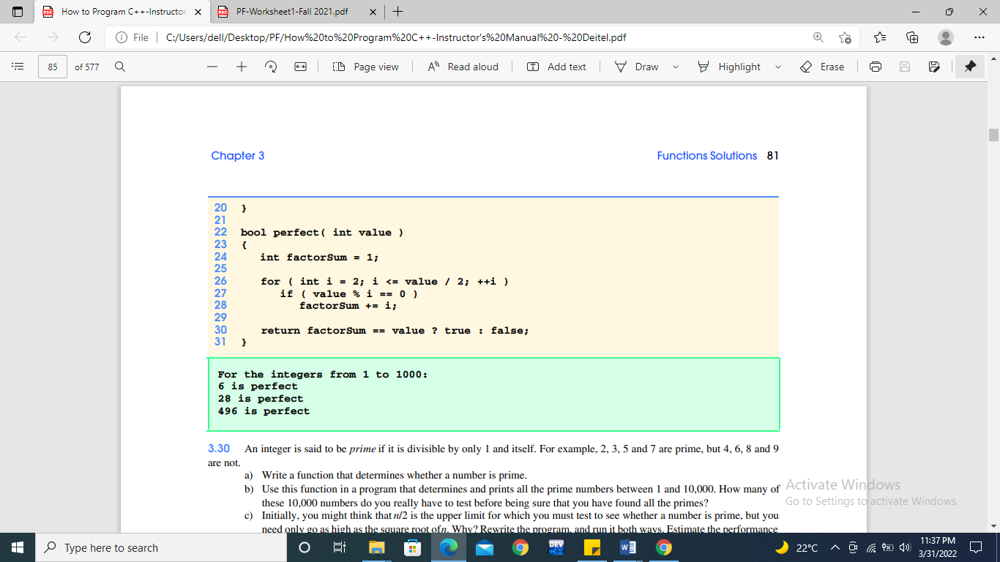 How to Program C++-Instructor'
PF-Worksheet1-Fall 2021.pdf
File
C:/Users/dell/Desktop/PF/How%20to%20Program%20C++-Instructor's%20Manual%20-%20Deitel.pdf
85 of 577
Page view
Read aloud
Add text
Draw
Highlight
Erase
Chapter 3
Functions Solutions 81
20 }
21
22 bool perfect( int value )
23 {
24 int factorSum = 1;
25
26 for ( int i = 2; i <= value / 2; ++i )
27 if ( value % i == 0 )
28 factorSum += i;
29
30 return factorSum == value ? true : false;
31 }
For the integers from 1 to 1000:
6 is perfect
28 is perfect
496 is perfect
3.30 An integer is said to be prime if it is divisible by only 1 and itself. For example, 2, 3, 5 and 7 are prime, but 4, 6, 8 and 9
are not.
a) Write a function that determines whether a number is prime.
b) Use this function in a program that determines and prints all the prime numbers between 1 and 10,000. How many of
these 10,000 numbers do you really have to test before being sure that you have found all the primes?
c) Initially, you might think that n/2 is the upper limit for which you must test to see whether a number is prime, but you
need only go as high as the square root of n. Why? Rewrite the program, and run it both ways. Estimate the performance
Activate Windows
Go to Settings to activate Windows.
Type here to search
DEV
22°C
11:37 PM
3/31/2022